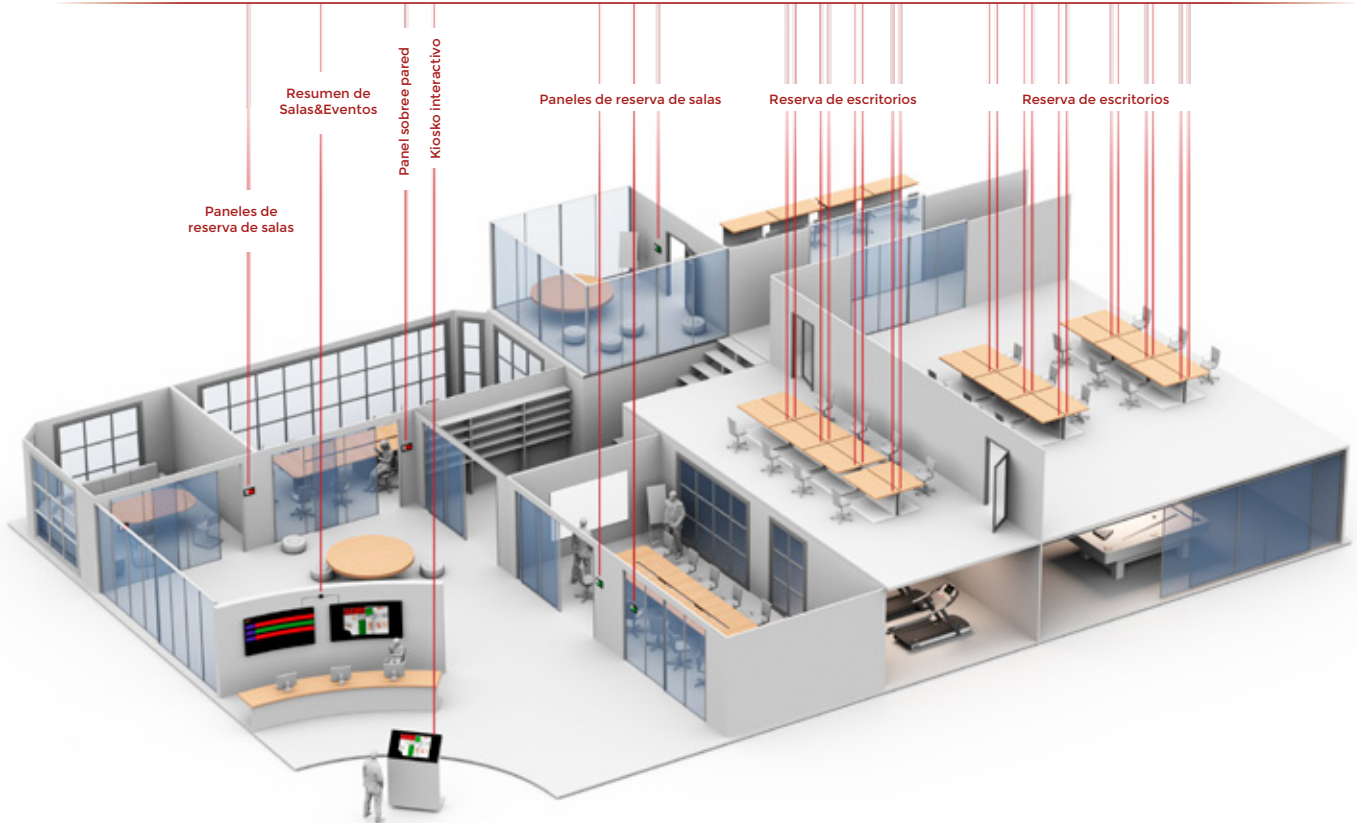 Resumen de
Salas&Eventos
Panel sobree pared
Kiosko interactivo
Paneles de reserva de salas
Reserva de escritorios
Reserva de escritorios
Paneles de
reserva de salas